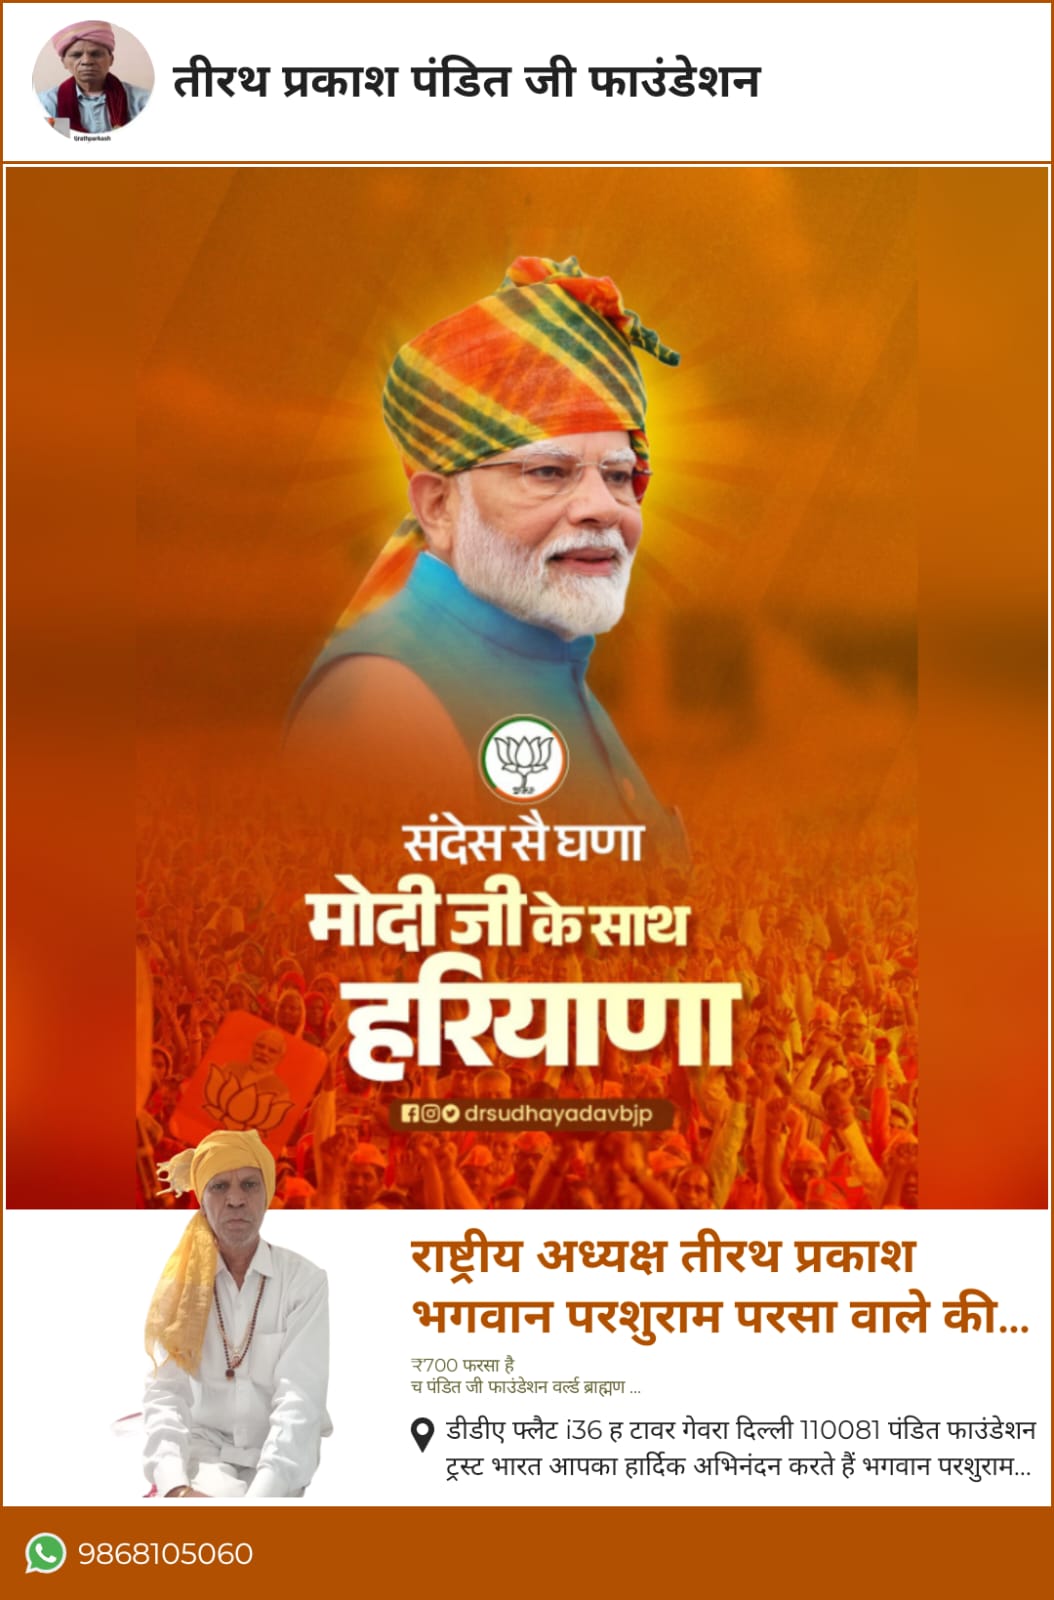 तीरथ प्रकाश पंडित जी फाउंडेशन
tirathparkash
संदेस सै घणा
मोदी जी के साथ
हरियाणा
drsudhayadavbjp
राष्ट्रीय अध्यक्ष तीरथ प्रकाश
भगवान परशुराम परसा वाले की...
₹700 फरसा है
च पंडित जी फाउंडेशन वर्ल्ड ब्राह्मण ...
डीडीए फ्लैट i36 ह टावर गेवरा दिल्ली 110081 पंडित फाउंडेशन
ट्रस्ट भारत आपका हार्दिक अभिनंदन करते हैं भगवान परशुराम...
9868105060